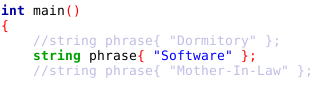 int main()
{
//string phrase{ "Dormitory" };
string phrase{ "Software" };
//string phrase{ "Mother-In-Law" };